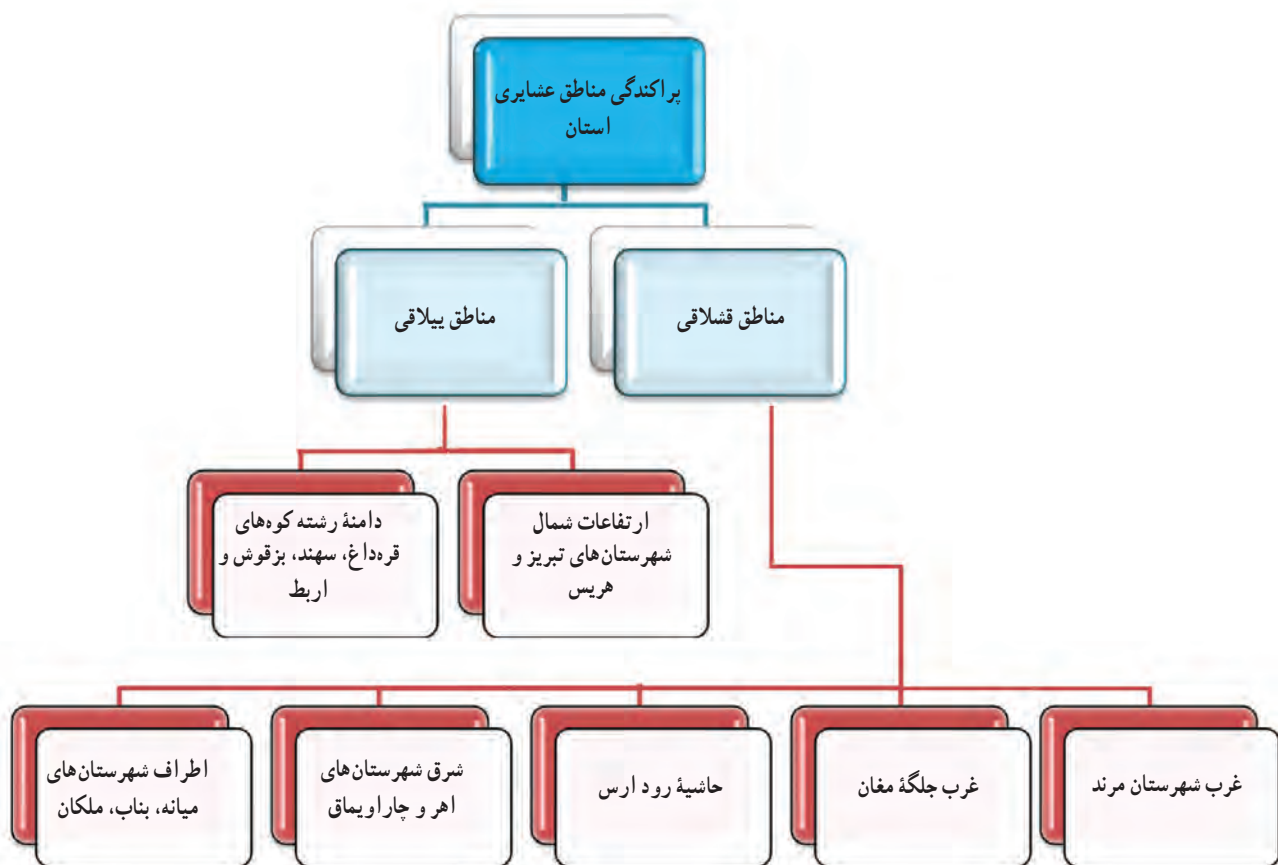 پراکندگی مناطق عشایری
استان
مناطق قشلاقی
مناطق ییلاقی
ارتفاعات شمال
شهرستان‌های تبریز و
هریس
دامنهٔ رشته کوه‌های
قره‌داغ، سهند، بزقوش و
اربط
غرب شهرستان مرند
غرب جلگهٔ مغان
حاشیهٔ رود ارس
شرق شهرستان‌های
اهر و چاراویماق
اطراف شهرستان‌های
میانه، بناب، ملکان